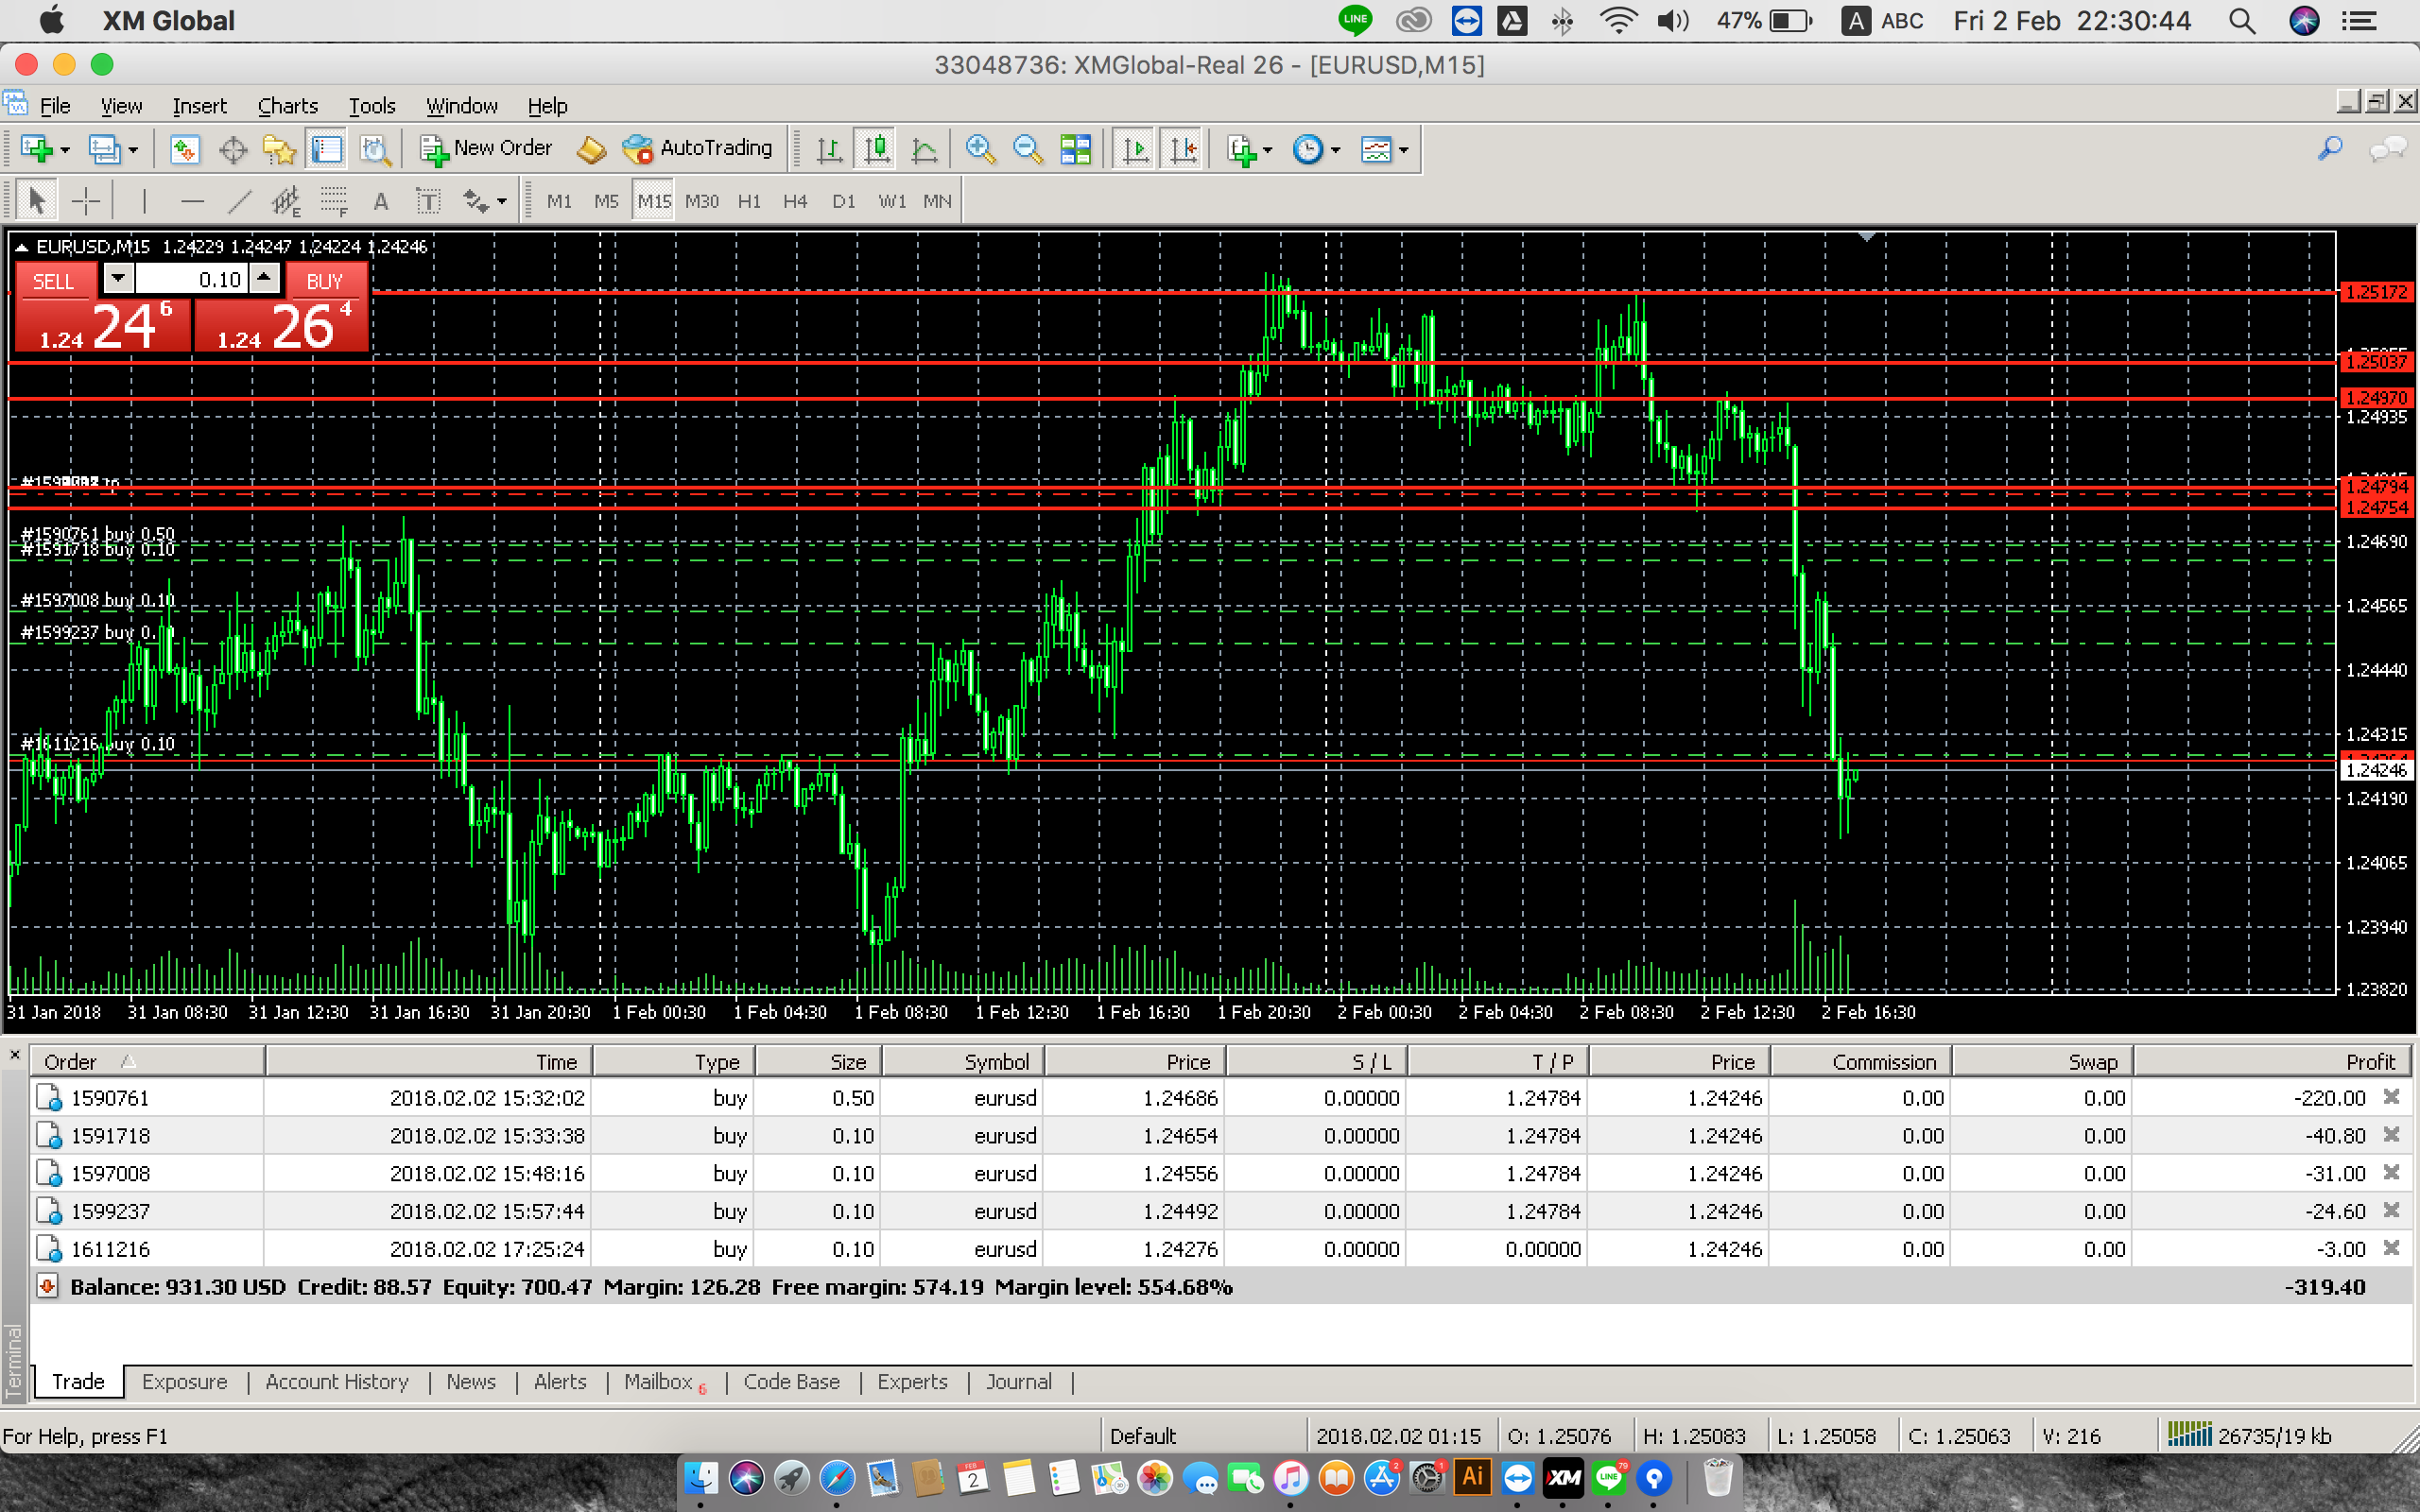 XM Global
LINE
47%
A ABC
Fri 2 Feb 22:30:44
33048736: XMGlobal-Real 26 - [EURUSD,M15]
File View Insert Charts Tools Window Help
New Order AutoTrading
E F A T M1 M5 M15 M30 H1 H4 D1 W1 MN
EURUSD,M15 1.24229 1.24247 1.24224 1.24246
SELL 0.10 BUY
1.24 24 6 1.24 26 4
1.25172
1.25037
1.24970
1.24935
1.24794
1.24754
#1590761 buy 0.50
#1591718 buy 0.10
1.24690
#1597008 buy 0.10
1.24565
#1599237 buy 0.10
1.24440
1.24315
#1611216 buy 0.10
1.24246
1.24190
1.24065
1.23940
1.23820
31 Jan 2018 31 Jan 08:30 31 Jan 12:30 31 Jan 16:30 31 Jan 20:30 1 Feb 00:30 1 Feb 04:30 1 Feb 08:30 1 Feb 12:30 1 Feb 16:30 1 Feb 20:30 2 Feb 00:30 2 Feb 04:30 2 Feb 08:30 2 Feb 12:30 2 Feb 16:30
Order Time Type Size Symbol Price S / L T / P Price Commission Swap Profit
1590761 2018.02.02 15:32:02 buy 0.50 eurusd 1.24686 0.00000 1.24784 1.24246 0.00 0.00 -220.00
1591718 2018.02.02 15:33:38 buy 0.10 eurusd 1.24654 0.00000 1.24784 1.24246 0.00 0.00 -40.80
1597008 2018.02.02 15:48:16 buy 0.10 eurusd 1.24556 0.00000 1.24784 1.24246 0.00 0.00 -31.00
1599237 2018.02.02 15:57:44 buy 0.10 eurusd 1.24492 0.00000 1.24784 1.24246 0.00 0.00 -24.60
1611216 2018.02.02 17:25:24 buy 0.10 eurusd 1.24276 0.00000 0.00000 1.24246 0.00 0.00 -3.00
Balance: 931.30 USD Credit: 88.57 Equity: 700.47 Margin: 126.28 Free margin: 574.19 Margin level: 554.68% -319.40
Terminal
Trade Exposure Account History News Alerts Mailbox 6 Code Base Experts Journal
For Help, press F1 Default 2018.02.02 01:15 O: 1.25076 H: 1.25083 L: 1.25058 C: 1.25063 V: 216 26735/19 kb
FEB 2 2 1 Ai XM LINE 79